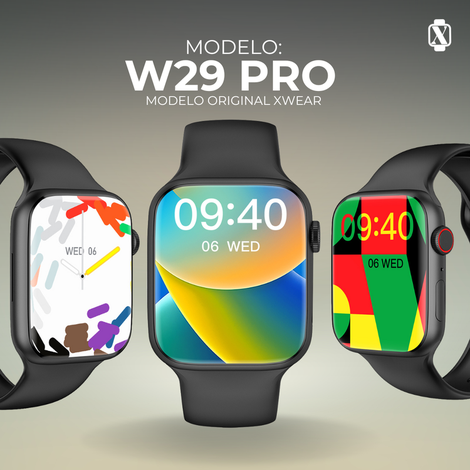 MODELO:
W29 PRO
MODELO ORIGINAL XWEAR
X
WED 06
09:40
06 WED
09:40
06 WED